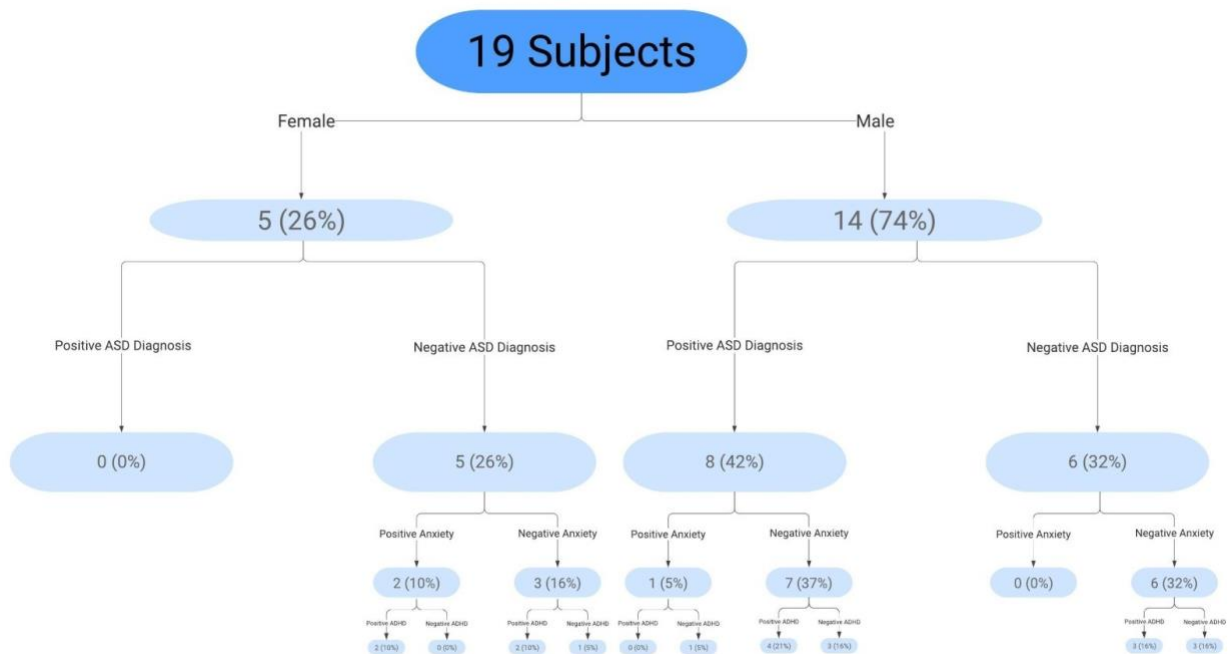 19 Subjects
Female
Male
5 (26%)
14 (74%)
Positive ASD Diagnosis
Negative ASD Diagnosis
Positive ASD Diagnosis
Negative ASD Diagnosis
0 (0%)
5 (26%)
8 (42%)
6 (32%)
Positive Anxiety
Negative Anxiety
Positive Anxiety
Negative Anxiety
Positive Anxiety
Negative Anxiety
2 (10%)
3 (16%)
1 (5%)
7 (37%)
0 (0%)
6 (32%)
Positive ADHD
Negative ADHD
Positive ADHD
Negative ADHD
Positive ADHD
Negative ADHD
Positive ADHD
Negative ADHD
Positive ADHD
Negative ADHD
2 (10%)
0 (0%)
2 (10%)
1 (5%)
0 (0%)
1 (5%)
4 (21%)
3 (16%)
3 (16%)
3 (16%)